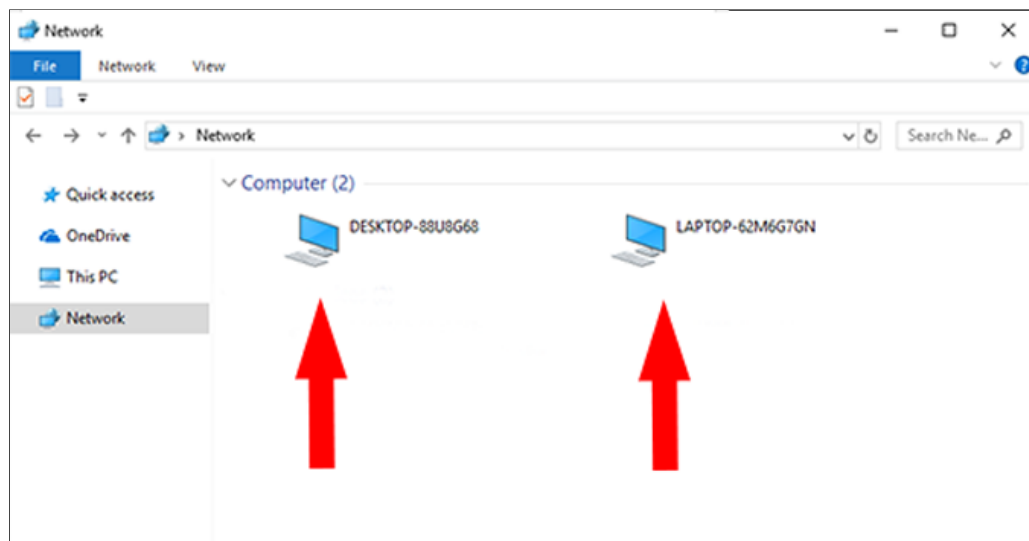 Network
File Network View
Network
Search Ne...
Quick access
OneDrive
This PC
Network
Computer (2)
DESKTOP-88U8G68
LAPTOP-62M6G7GN